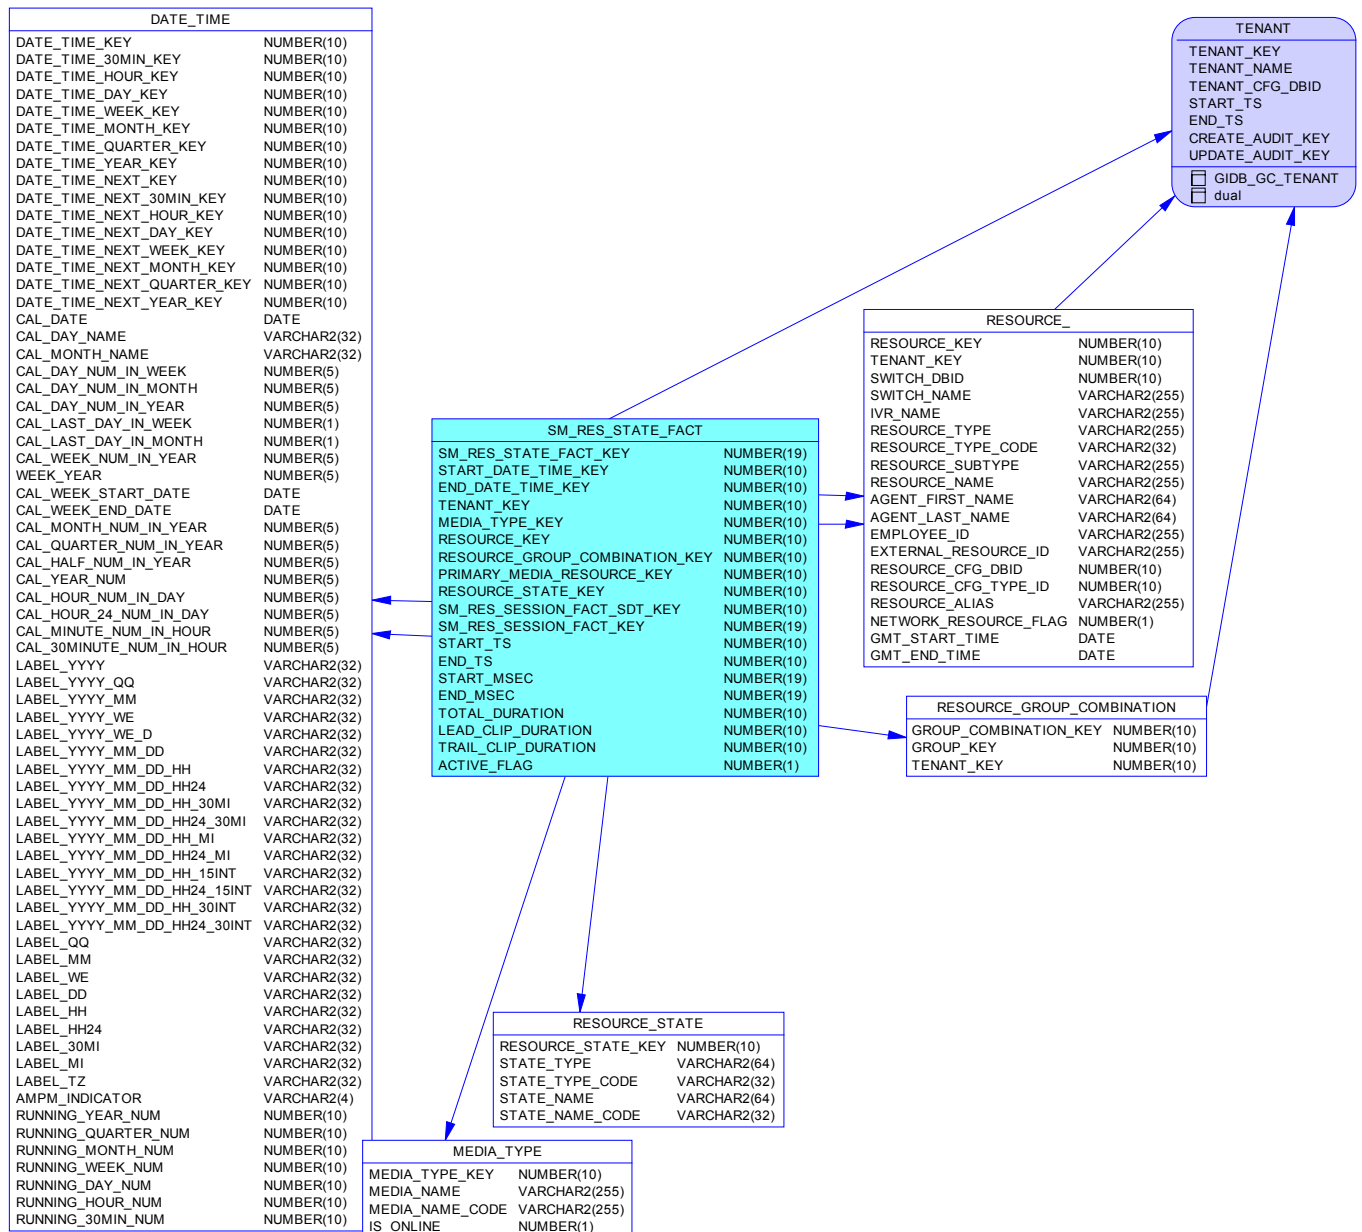 DATE_TIME
DATE_TIME_KEY NUMBER(10)
DATE_TIME_30MIN_KEY NUMBER(10)
DATE_TIME_HOUR_KEY NUMBER(10)
DATE_TIME_DAY_KEY NUMBER(10)
DATE_TIME_WEEK_KEY NUMBER(10)
DATE_TIME_MONTH_KEY NUMBER(10)
DATE_TIME_QUARTER_KEY NUMBER(10)
DATE_TIME_YEAR_KEY NUMBER(10)
DATE_TIME_NEXT_KEY NUMBER(10)
DATE_TIME_NEXT_30MIN_KEY NUMBER(10)
DATE_TIME_NEXT_HOUR_KEY NUMBER(10)
DATE_TIME_NEXT_DAY_KEY NUMBER(10)
DATE_TIME_NEXT_WEEK_KEY NUMBER(10)
DATE_TIME_NEXT_MONTH_KEY NUMBER(10)
DATE_TIME_NEXT_QUARTER_KEY NUMBER(10)
DATE_TIME_NEXT_YEAR_KEY NUMBER(10)
CAL_DATE DATE
CAL_DAY_NAME VARCHAR2(32)
CAL_MONTH_NAME VARCHAR2(32)
CAL_DAY_NUM_IN_WEEK NUMBER(5)
CAL_DAY_NUM_IN_MONTH NUMBER(5)
CAL_DAY_NUM_IN_YEAR NUMBER(5)
CAL_LAST_DAY_IN_WEEK NUMBER(1)
CAL_LAST_DAY_IN_MONTH NUMBER(1)
CAL_WEEK_NUM_IN_YEAR NUMBER(5)
WEEK_YEAR NUMBER(5)
CAL_WEEK_START_DATE DATE
CAL_WEEK_END_DATE DATE
CAL_MONTH_NUM_IN_YEAR NUMBER(5)
CAL_QUARTER_NUM_IN_YEAR NUMBER(5)
CAL_HALF_NUM_IN_YEAR NUMBER(5)
CAL_YEAR_NUM NUMBER(5)
CAL_HOUR_NUM_IN_DAY NUMBER(5)
CAL_HOUR_24_NUM_IN_DAY NUMBER(5)
CAL_MINUTE_NUM_IN_HOUR NUMBER(5)
CAL_30MINUTE_NUM_IN_HOUR NUMBER(5)
LABEL_YYYY VARCHAR2(32)
LABEL_YYYY_QQ VARCHAR2(32)
LABEL_YYYY_MM VARCHAR2(32)
LABEL_YYYY_WE VARCHAR2(32)
LABEL_YYYY_WE_D VARCHAR2(32)
LABEL_YYYY_MM_DD VARCHAR2(32)
LABEL_YYYY_MM_DD_HH VARCHAR2(32)
LABEL_YYYY_MM_DD_HH24 VARCHAR2(32)
LABEL_YYYY_MM_DD_HH_30MI VARCHAR2(32)
LABEL_YYYY_MM_DD_HH24_30MI VARCHAR2(32)
LABEL_YYYY_MM_DD_HH_MI VARCHAR2(32)
LABEL_YYYY_MM_DD_HH24_MI VARCHAR2(32)
LABEL_YYYY_MM_DD_HH_15INT VARCHAR2(32)
LABEL_YYYY_MM_DD_HH24_15INT VARCHAR2(32)
LABEL_YYYY_MM_DD_HH_30INT VARCHAR2(32)
LABEL_YYYY_MM_DD_HH24_30INT VARCHAR2(32)
LABEL_QQ VARCHAR2(32)
LABEL_MM VARCHAR2(32)
LABEL_WE VARCHAR2(32)
LABEL_DD VARCHAR2(32)
LABEL_HH VARCHAR2(32)
LABEL_HH24 VARCHAR2(32)
LABEL_30MI VARCHAR2(32)
LABEL_MI VARCHAR2(32)
LABEL_TZ VARCHAR2(32)
AMPM_INDICATOR VARCHAR2(4)
RUNNING_YEAR_NUM NUMBER(10)
RUNNING_QUARTER_NUM NUMBER(10)
RUNNING_MONTH_NUM NUMBER(10)
RUNNING_WEEK_NUM NUMBER(10)
RUNNING_DAY_NUM NUMBER(10)
RUNNING_HOUR_NUM NUMBER(10)
RUNNING_30MIN_NUM NUMBER(10)
TENANT
TENANT_KEY
TENANT_NAME
TENANT_CFG_DBID
START_TS
END_TS
CREATE_AUDIT_KEY
UPDATE_AUDIT_KEY
GIDB_GC_TENANT
dual
RESOURCE_
RESOURCE_KEY NUMBER(10)
TENANT_KEY NUMBER(10)
SWITCH_DBID NUMBER(10)
SWITCH_NAME VARCHAR2(255)
IVR_NAME VARCHAR2(255)
RESOURCE_TYPE VARCHAR2(255)
RESOURCE_TYPE_CODE VARCHAR2(32)
RESOURCE_SUBTYPE VARCHAR2(255)
RESOURCE_NAME VARCHAR2(255)
AGENT_FIRST_NAME VARCHAR2(64)
AGENT_LAST_NAME VARCHAR2(64)
EMPLOYEE_ID VARCHAR2(255)
EXTERNAL_RESOURCE_ID VARCHAR2(255)
RESOURCE_CFG_DBID NUMBER(10)
RESOURCE_CFG_TYPE_ID NUMBER(10)
RESOURCE_ALIAS VARCHAR2(255)
NETWORK_RESOURCE_FLAG NUMBER(1)
GMT_START_TIME DATE
GMT_END_TIME DATE
SM_RES_STATE_FACT
SM_RES_STATE_FACT_KEY NUMBER(19)
START_DATE_TIME_KEY NUMBER(10)
END_DATE_TIME_KEY NUMBER(10)
TENANT_KEY NUMBER(10)
MEDIA_TYPE_KEY NUMBER(10)
RESOURCE_KEY NUMBER(10)
RESOURCE_GROUP_COMBINATION_KEY NUMBER(10)
PRIMARY_MEDIA_RESOURCE_KEY NUMBER(10)
RESOURCE_STATE_KEY NUMBER(10)
SM_RES_SESSION_FACT_SDT_KEY NUMBER(10)
SM_RES_SESSION_FACT_KEY NUMBER(19)
START_TS NUMBER(10)
END_TS NUMBER(10)
START_MSEC NUMBER(19)
END_MSEC NUMBER(19)
TOTAL_DURATION NUMBER(10)
LEAD_CLIP_DURATION NUMBER(10)
TRAIL_CLIP_DURATION NUMBER(10)
ACTIVE_FLAG NUMBER(1)
RESOURCE_GROUP_COMBINATION
GROUP_COMBINATION_KEY NUMBER(10)
GROUP_KEY NUMBER(10)
TENANT_KEY NUMBER(10)
RESOURCE_STATE
RESOURCE_STATE_KEY NUMBER(10)
STATE_TYPE VARCHAR2(64)
STATE_TYPE_CODE VARCHAR2(32)
STATE_NAME VARCHAR2(64)
STATE_NAME_CODE VARCHAR2(32)
MEDIA_TYPE
MEDIA_TYPE_KEY NUMBER(10)
MEDIA_NAME VARCHAR2(255)
MEDIA_NAME_CODE VARCHAR2(255)
IS_ONLINE NUMBER(1)